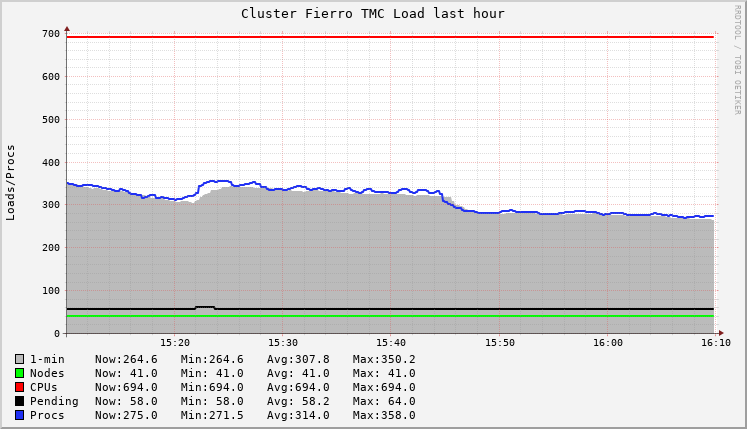 Cluster Fierro TMC Load last hour
RRDTOOL / TOBI OETIKER
Loads/Procs
700
600
500
400
300
200
100
0
15:20 15:30 15:40 15:50 16:00 16:10
1-min Now:264.6 Min:264.6 Avg:307.8 Max:350.2
Nodes Now: 41.0 Min: 41.0 Avg: 41.0 Max: 41.0
CPUs Now:694.0 Min:694.0 Avg:694.0 Max:694.0
Pending Now: 58.0 Min: 58.0 Avg: 58.2 Max: 64.0
Procs Now:275.0 Min:271.5 Avg:314.0 Max:358.0